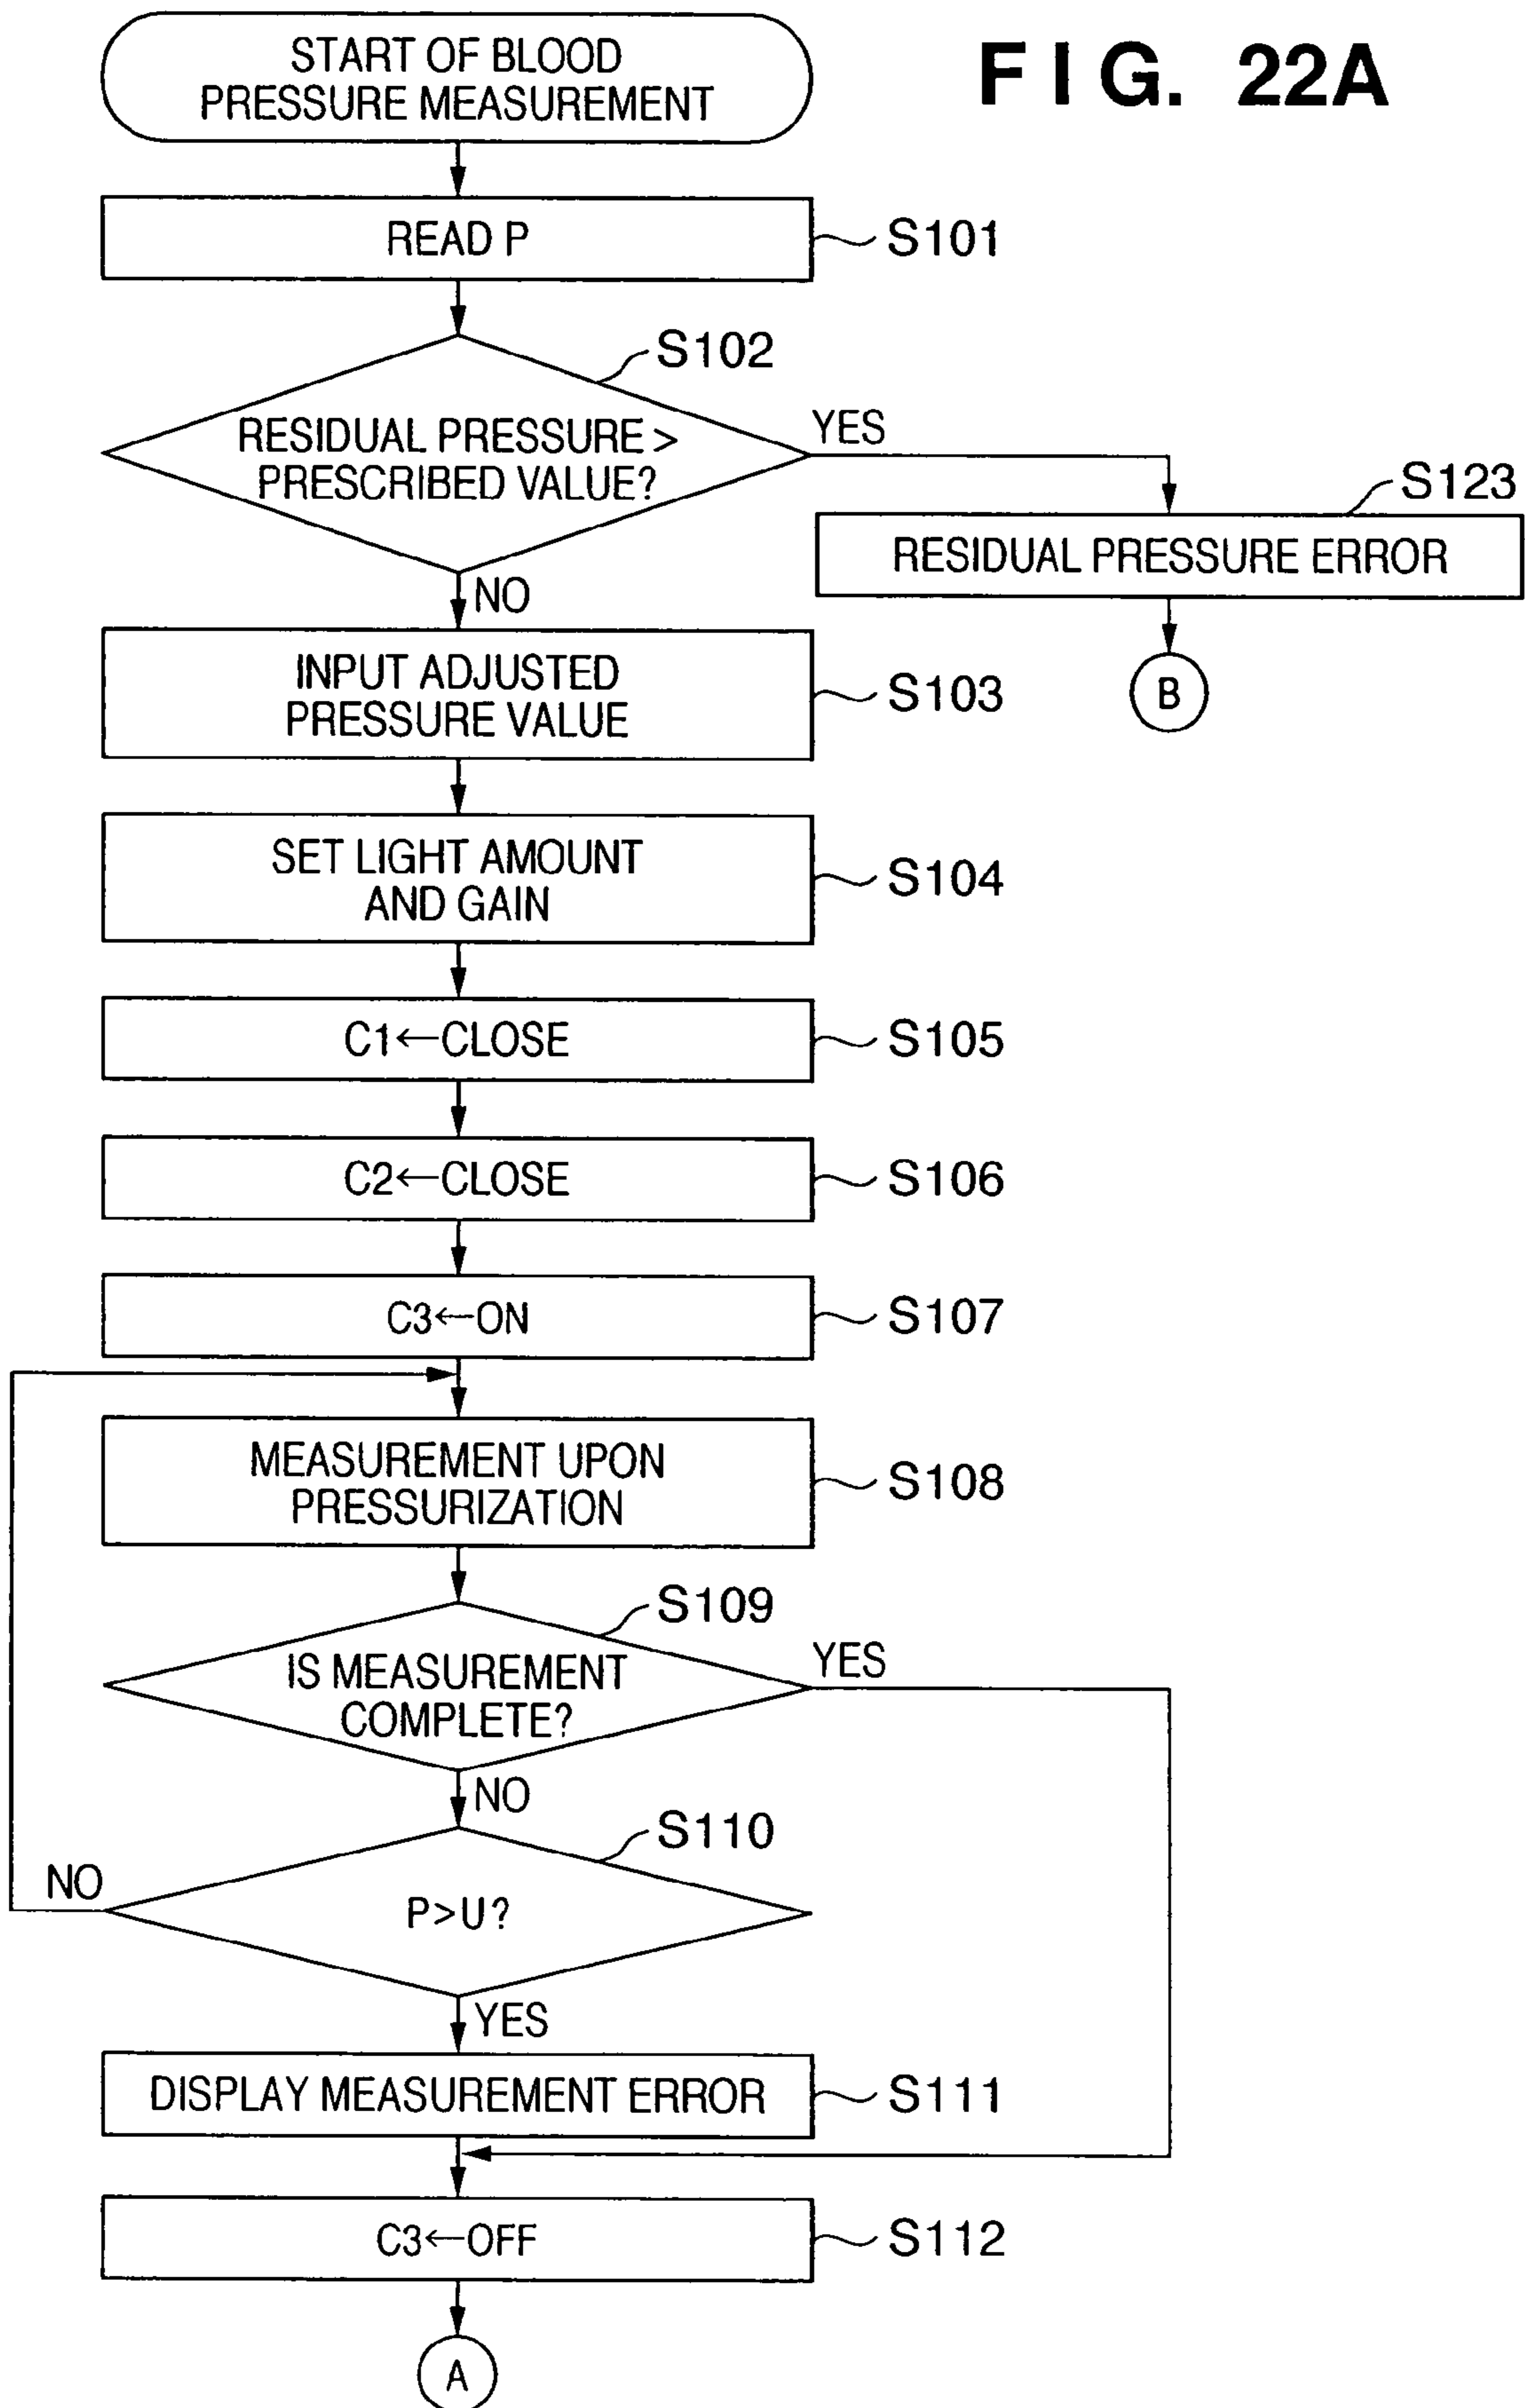 FIG. 22A
START OF BLOOD
PRESSURE MEASUREMENT
READ P
S101
S102
RESIDUAL PRESSURE >
PRESCRIBED VALUE?
YES
S123
RESIDUAL PRESSURE ERROR
B
NO
INPUT ADJUSTED
PRESSURE VALUE
S103
SET LIGHT AMOUNT
AND GAIN
S104
C1←CLOSE
S105
C2←CLOSE
S106
C3←ON
S107
MEASUREMENT UPON
PRESSURIZATION
S108
S109
IS MEASUREMENT
COMPLETE?
YES
NO
S110
P>U?
NO
YES
DISPLAY MEASUREMENT ERROR
S111
C3←OFF
S112
A